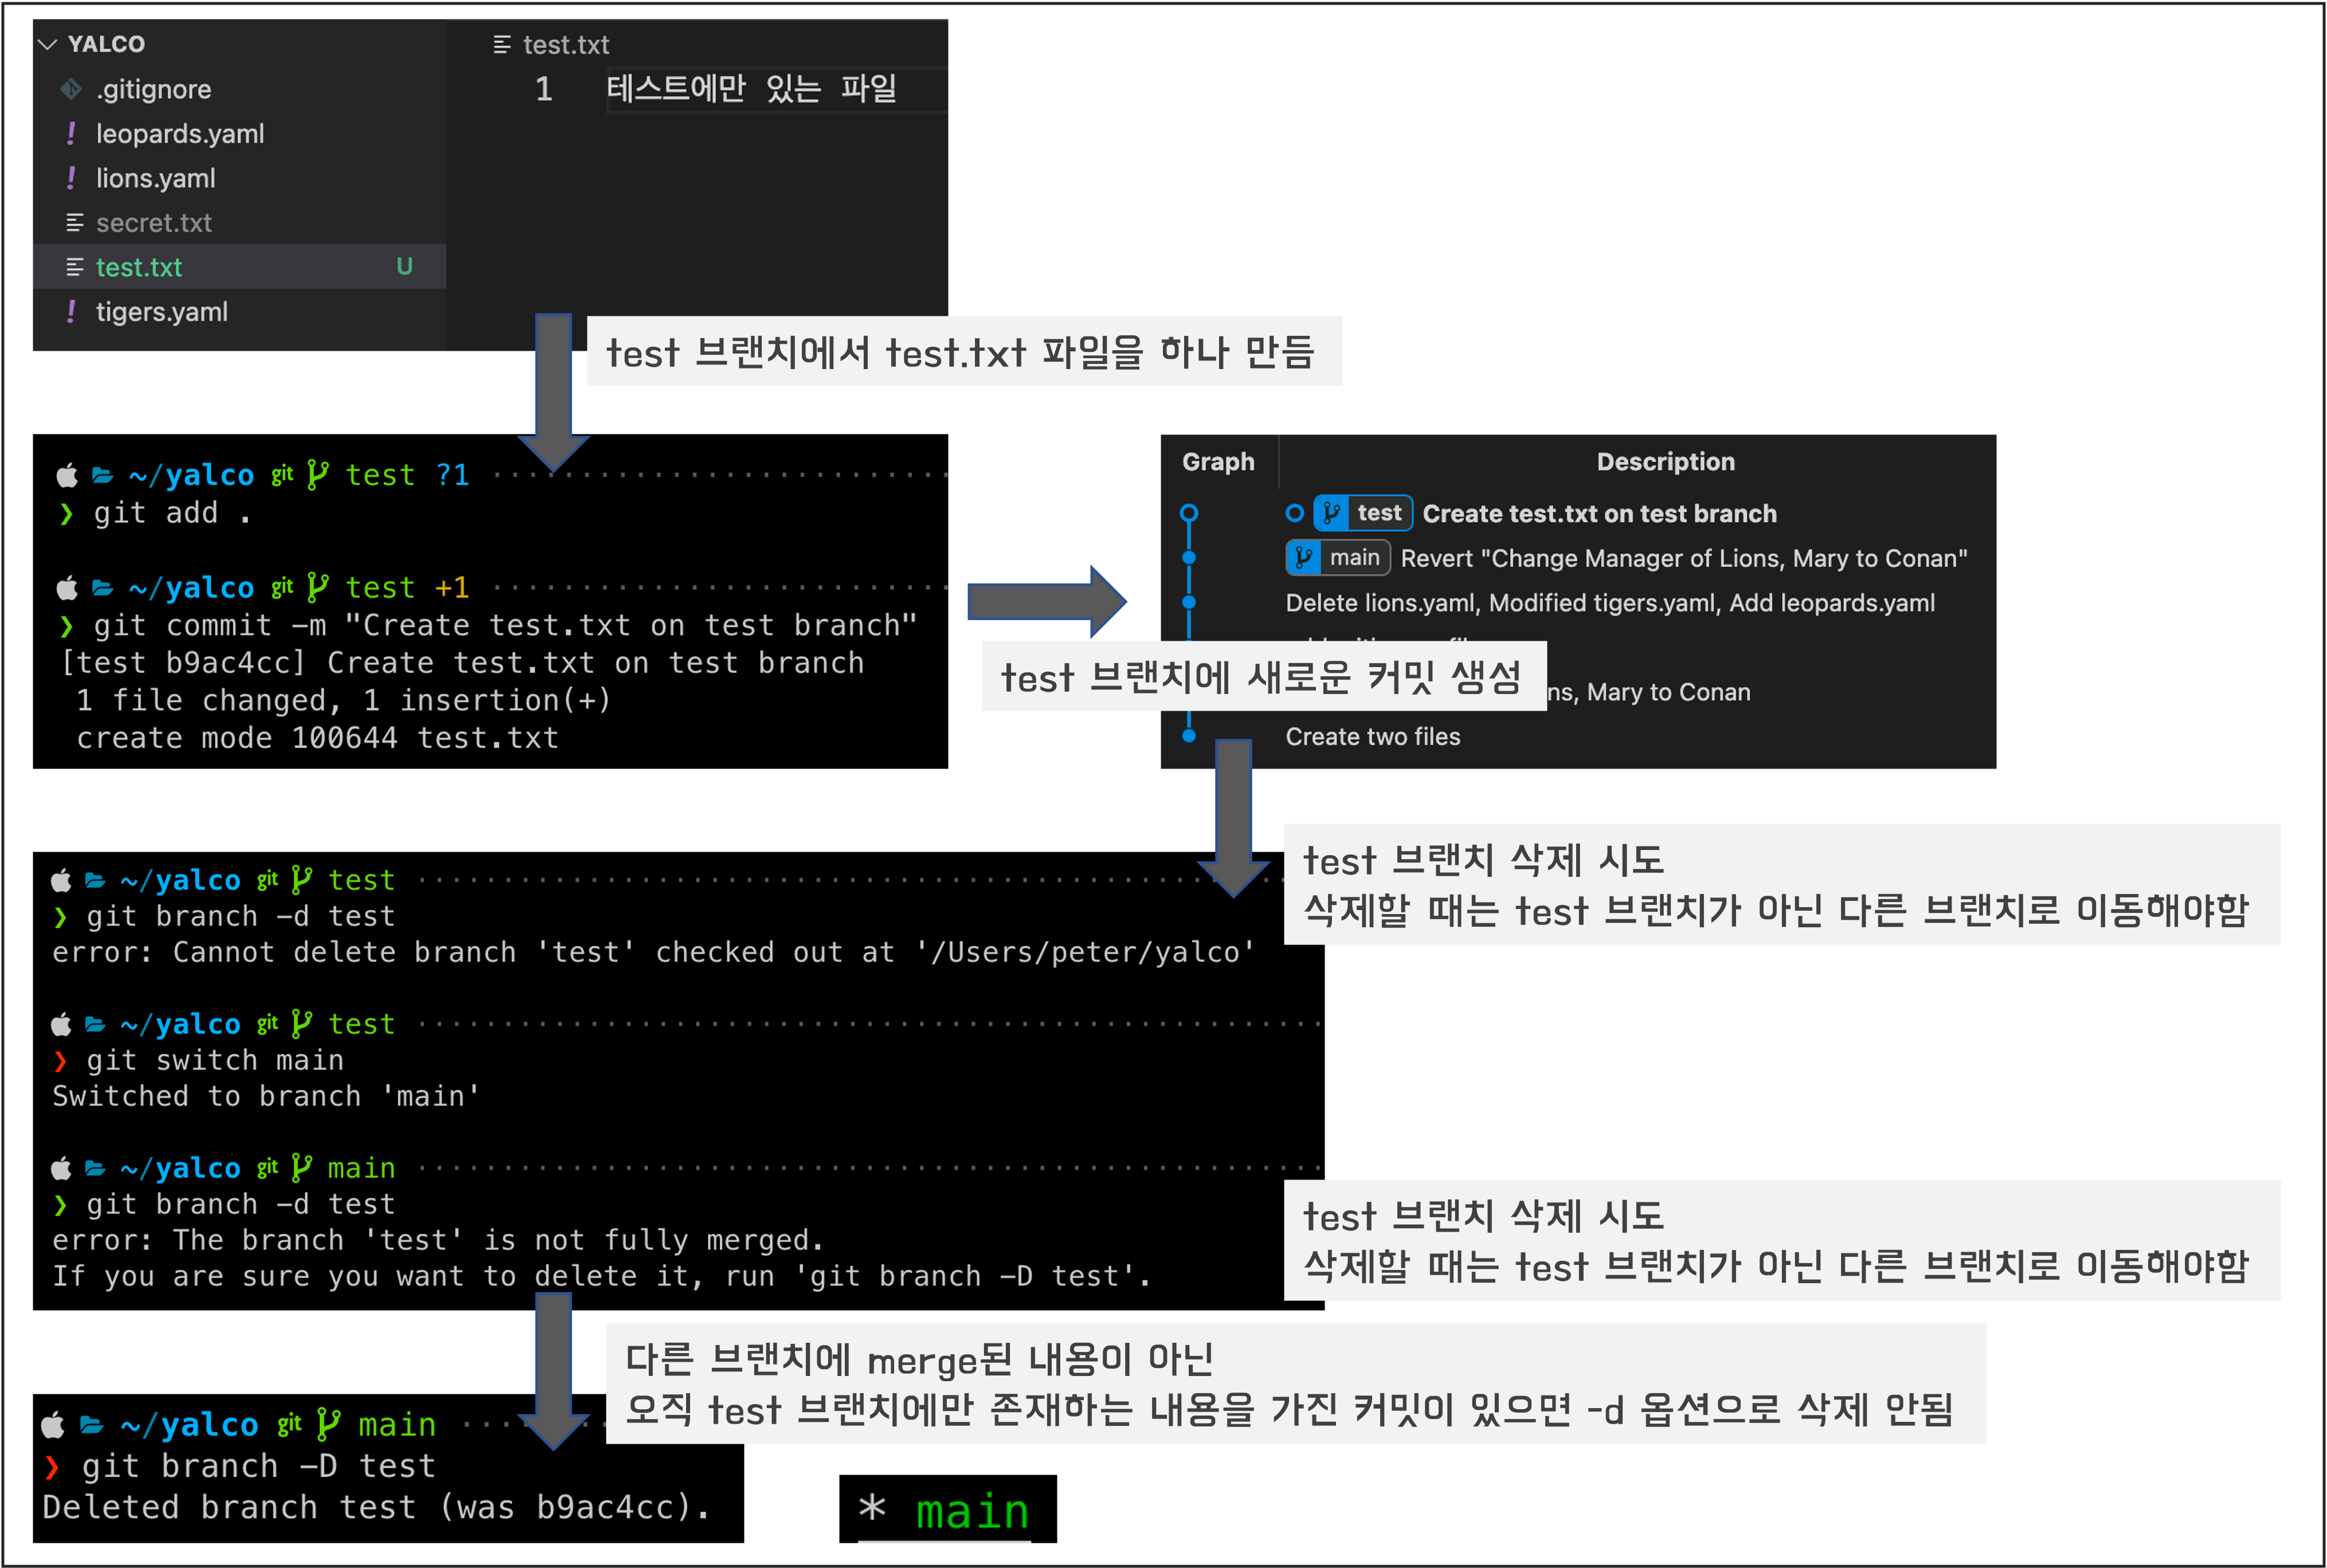 YALCO
.gitignore
leopards.yaml
lions.yaml
secret.txt
test.txt U
tigers.yaml
test.txt
1 테스트에만 있는 파일
test 브랜치에서 test.txt 파일을 하나 만듬
~/yalco git test ?1
❯ git add .
~/yalco git test +1
❯ git commit -m "Create test.txt on test branch"
[test b9ac4cc] Create test.txt on test branch
1 file changed, 1 insertion(+)
create mode 100644 test.txt
Graph Description
test Create test.txt on test branch
main Revert "Change Manager of Lions, Mary to Conan"
Delete lions.yaml, Modified tigers.yaml, Add leopards.yaml
test 브랜치에 새로운 커밋 생성
ns, Mary to Conan
Create two files
test 브랜치 삭제 시도
삭제할 때는 test 브랜치가 아닌 다른 브랜치로 이동해야함
~/yalco git test
❯ git branch -d test
error: Cannot delete branch 'test' checked out at '/Users/peter/yalco'
~/yalco git test
❯ git switch main
Switched to branch 'main'
~/yalco git main
❯ git branch -d test
error: The branch 'test' is not fully merged.
If you are sure you want to delete it, run 'git branch -D test'.
test 브랜치 삭제 시도
삭제할 때는 test 브랜치가 아닌 다른 브랜치로 이동해야함
다른 브랜치에 merge된 내용이 아닌
오직 test 브랜치에만 존재하는 내용을 가진 커밋이 있으면 -d 옵션으로 삭제 안됨
~/yalco git main
❯ git branch -D test
Deleted branch test (was b9ac4cc).
* main